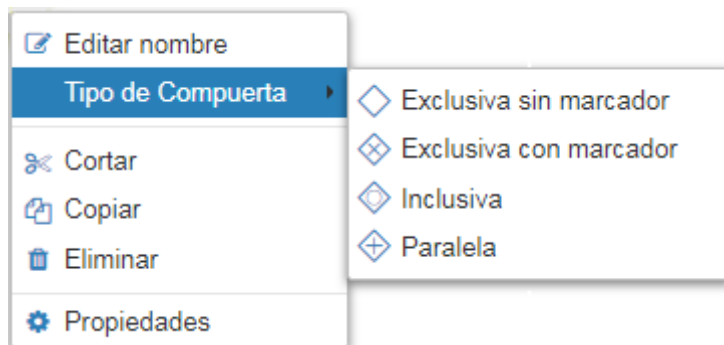 Editar nombre
Tipo de Compuerta
Cortar
Copiar
Eliminar
Propiedades
Exclusiva sin marcador
Exclusiva con marcador
Inclusiva
Paralela